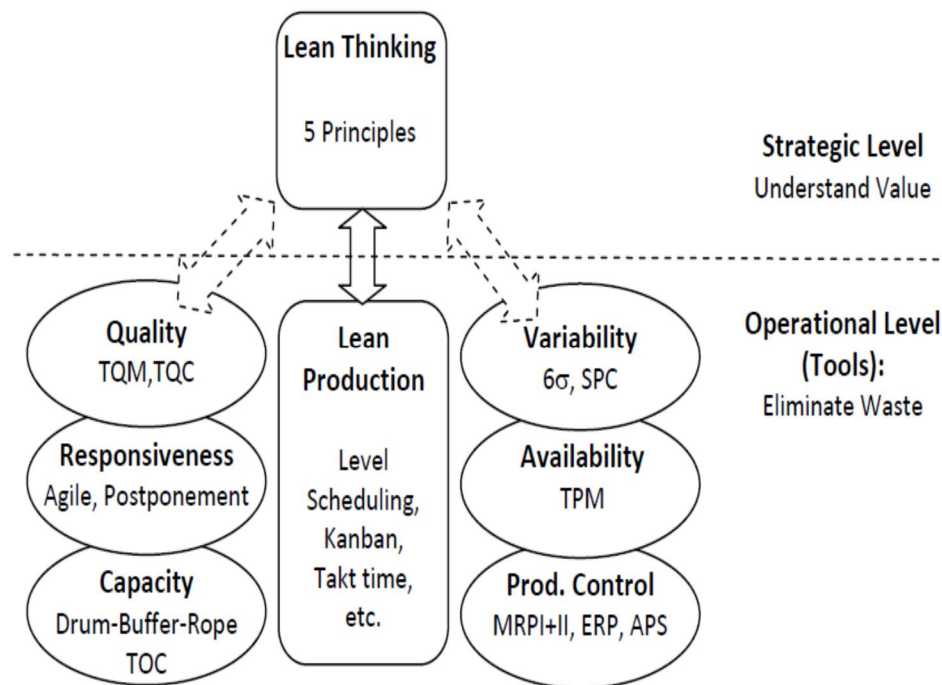 Lean Thinking
5 Principles
Strategic Level
Understand Value
Quality
TQM,TQC
Responsiveness
Agile, Postponement
Capacity
Drum-Buffer-Rope
TOC
Lean
Production
Level
Scheduling,
Kanban,
Takt time,
etc.
Variability
6σ, SPC
Availability
TPM
Prod. Control
MRPI+II, ERP, APS
Operational Level
(Tools):
Eliminate Waste